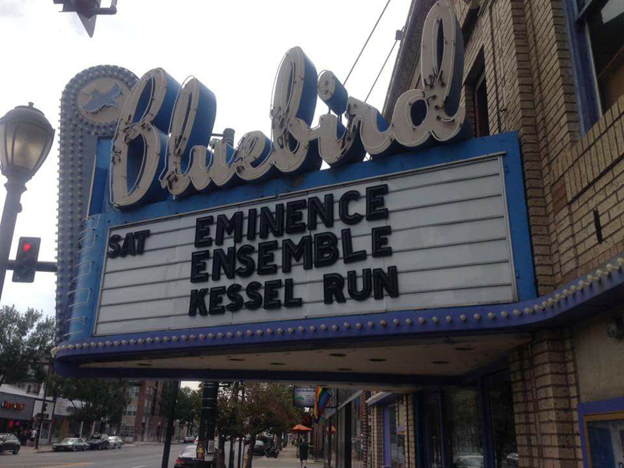 Bluebird
SAT EMINENCE
ENSEMBLE
KESSEL RUN